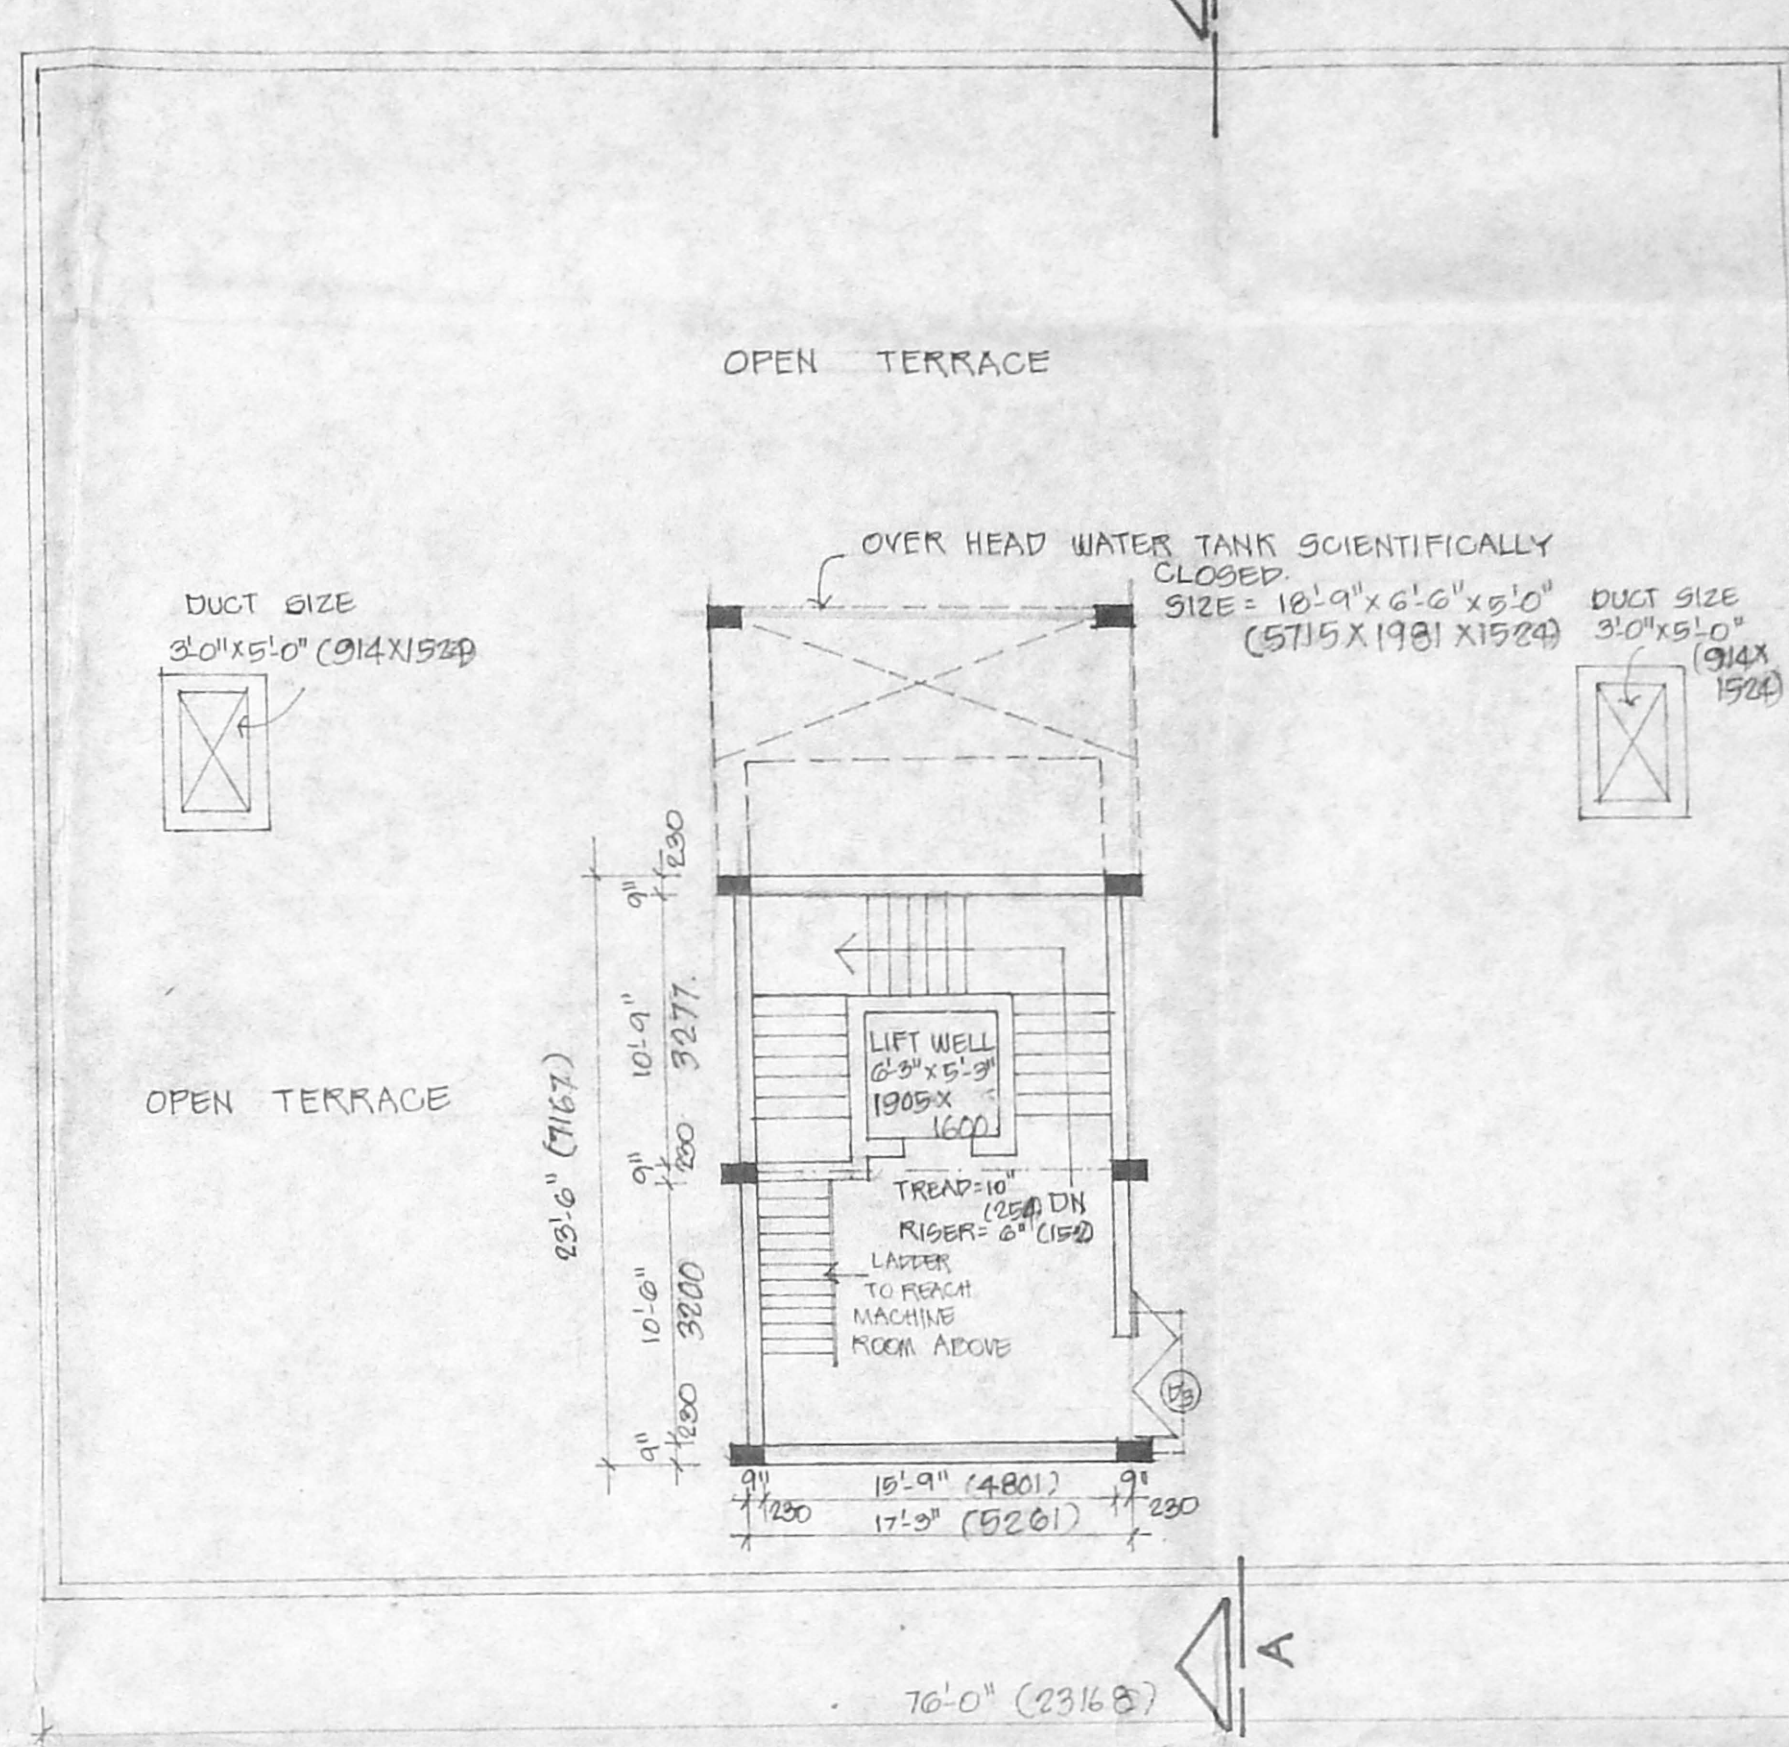 OPEN TERRACE
OVER HEAD WATER TANK SCIENTIFICALLY
CLOSED.
SIZE = 18'-9" X 6'-6" X 5'-0"
(5715 X 1981 X 1524)
DUCT SIZE
3'-0" X 5'-0" (914 X 1524)
DUCT SIZE
3'-0" X 5'-0"
(914 X
1524)
230
9"
10'-9"
3277.
9"
230
23'-6" (7167)
10'-6"
3200
9"
230
OPEN TERRACE
LIFT WELL
6'-3" X 5'-3"
1905 X
1600
TREAD = 10"
(254)
DN
RISER = 6" (152)
LADDER
TO REACH
MACHINE
ROOM ABOVE
D3
9"
15'-9" (4801)
9"
230
17'-3" (5261)
230
A
76'-0" (23168)